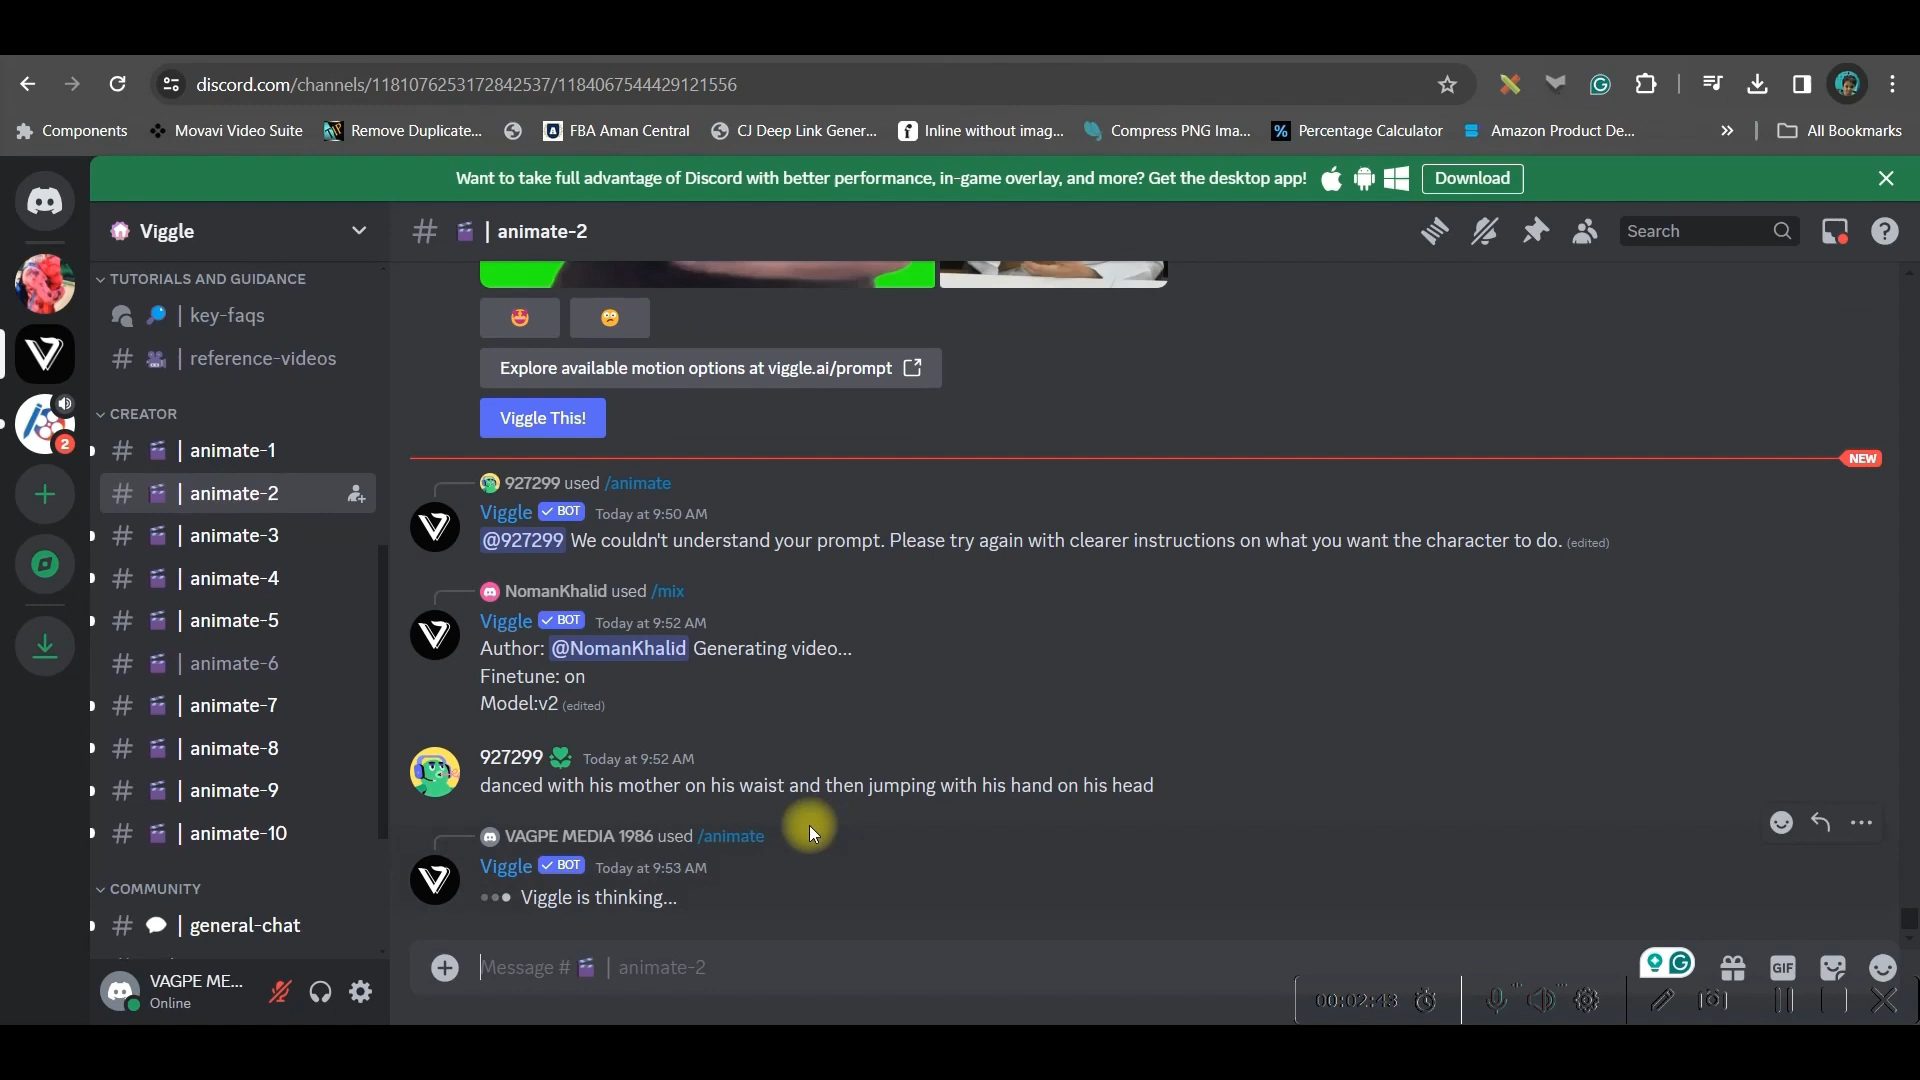 discord.com/channels/1181076253172842537/1184067544429121556
Components
Movavi Video Suite
Remove Duplicate...
FBA Aman Central
CJ Deep Link Gener...
Inline without imag...
Compress PNG Ima...
% Percentage Calculator
Amazon Product De...
» All Bookmarks
Want to take full advantage of Discord with better performance, in-game overlay, and more? Get the desktop app! Download
Viggle
# | animate-2
Search
TUTORIALS AND GUIDANCE
| key-faqs
# | reference-videos
CREATOR
# | animate-1
# | animate-2
# | animate-3
# | animate-4
# | animate-5
# | animate-6
# | animate-7
# | animate-8
# | animate-9
# | animate-10
COMMUNITY
# | general-chat
2
VAGPE ME...
Online
Explore available motion options at viggle.ai/prompt
Viggle This!
NEW
927299 used /animate
Viggle ✓ BOT Today at 9:50 AM
@927299 We couldn't understand your prompt. Please try again with clearer instructions on what you want the character to do. (edited)
NomanKhalid used /mix
Viggle ✓ BOT Today at 9:52 AM
Author: @NomanKhalid Generating video...
Finetune: on
Model:v2 (edited)
927299 Today at 9:52 AM
danced with his mother on his waist and then jumping with his hand on his head
VAGPE MEDIA 1986 used /animate
Viggle ✓ BOT Today at 9:53 AM
Viggle is thinking...
Message # | animate-2
GIF
00:02:43